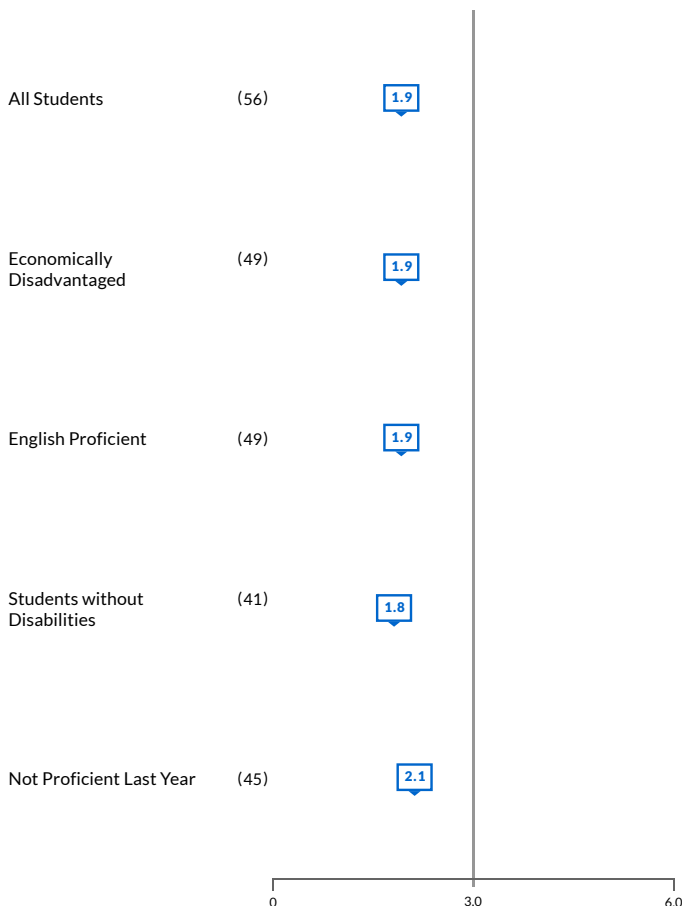 All Students (56) 1.9
Economically (49) 1.9
Disadvantaged
English Proficient (49) 1.9
Students without (41) 1.8
Disabilities
Not Proficient Last Year (45) 2.1
0 3.0 6.0